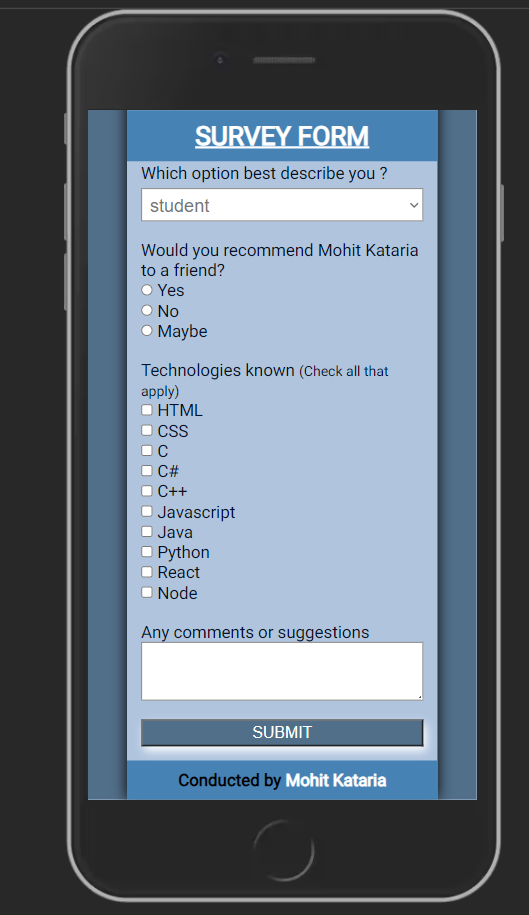 SURVEY FORM
Which option best describe you ?
student
Would you recommend Mohit Kataria
to a friend?
Yes
No
Maybe
Technologies known (Check all that
apply)
HTML
CSS
C
C#
C++
Javascript
Java
Python
React
Node
Any comments or suggestions
SUBMIT
Conducted by Mohit Kataria